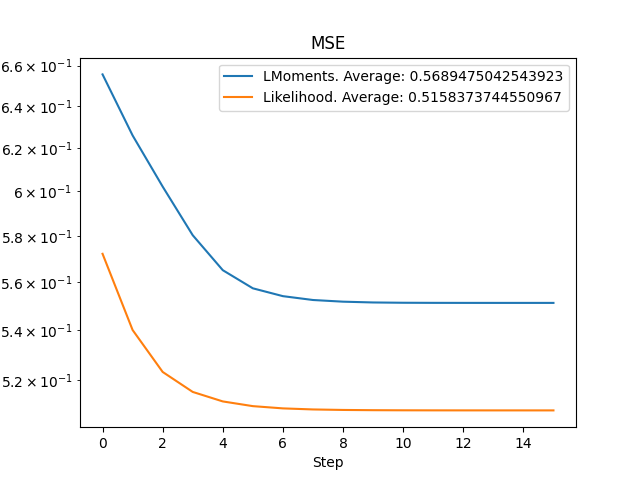 MSE
LMoments. Average: 0.5689475042543923
Likelihood. Average: 0.5158373744550967
6.6 × 10⁻¹
6.4 × 10⁻¹
6.2 × 10⁻¹
6 × 10⁻¹
5.8 × 10⁻¹
5.6 × 10⁻¹
5.4 × 10⁻¹
5.2 × 10⁻¹
0 2 4 6 8 10 12 14
Step